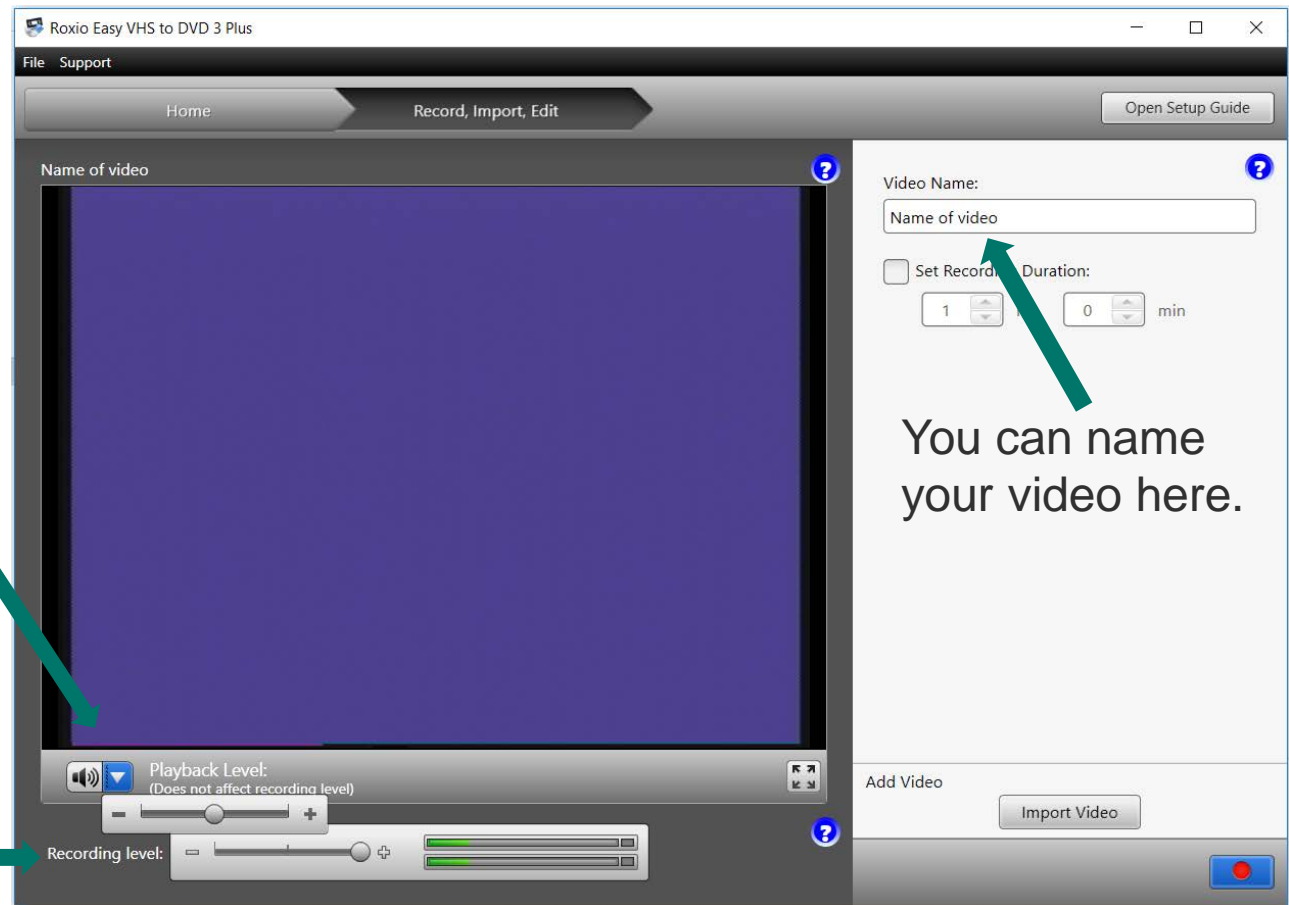 Roxio Easy VHS to DVD 3 Plus
File Support
Home Record, Import, Edit Open Setup Guide
Name of video
Video Name:
Name of video
Set Duration:
1 0 min
You can name
your video here.
Playback Level:
(Does not affect recording level)
Recording level:
Add Video
Import Video